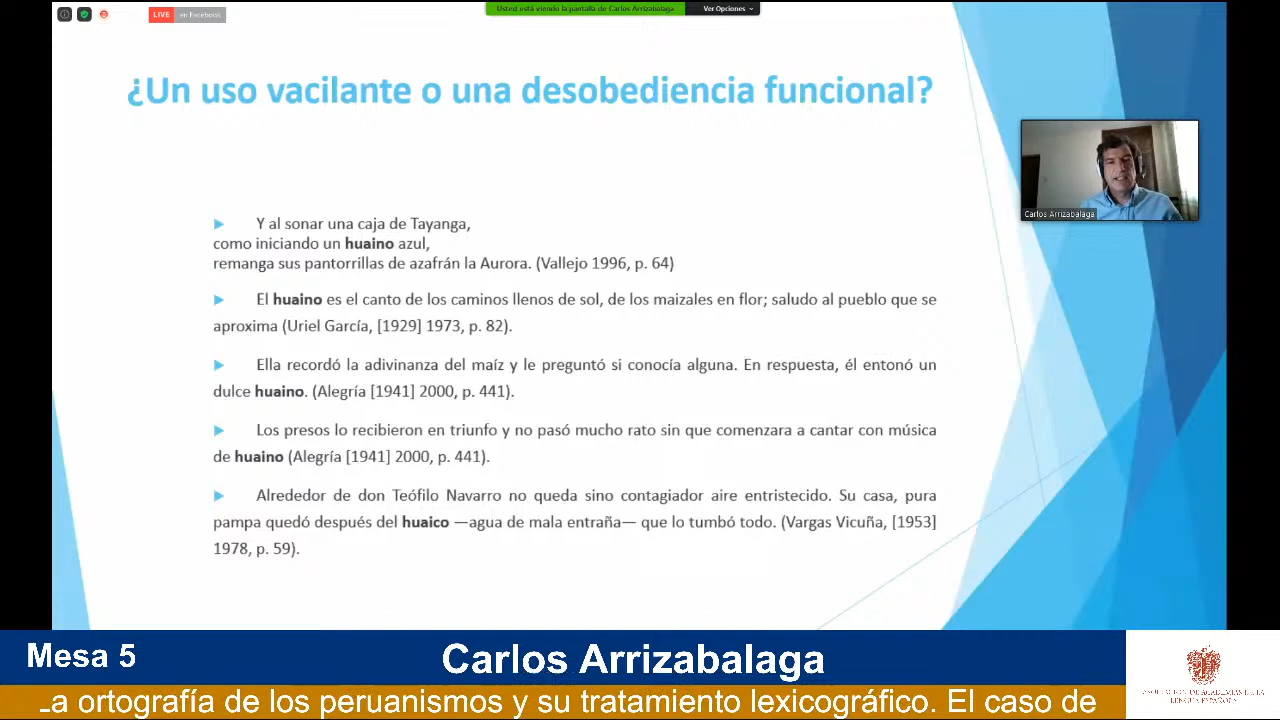 LIVE en Facebook
Usted está viendo la pantalla de Carlos Arrizabalaga
Ver Opciones
¿Un uso vacilante o una desobediencia funcional?
Y al sonar una caja de Tayanga,
como iniciando un huaino azul,
remanga sus pantorrillas de azafrán la Aurora. (Vallejo 1996, p. 64)
El huaino es el canto de los caminos llenos de sol, de los maizales en flor; saludo al pueblo que se
aproxima (Uriel García, [1929] 1973, p. 82).
Ella recordó la adivinanza del maíz y le preguntó si conocía alguna. En respuesta, él entonó un
dulce huaino. (Alegría [1941] 2000, p. 441).
Los presos lo recibieron en triunfo y no pasó mucho rato sin que comenzara a cantar con música
de huaino (Alegría [1941] 2000, p. 441).
Alrededor de don Teófilo Navarro no queda sino contagiador aire entristecido. Su casa, pura
pampa quedó después del huaico —agua de mala entraña— que lo tumbó todo. (Vargas Vicuña, [1953]
1978, p. 59).
Carlos Arrizabalaga
Mesa 5
Carlos Arrizabalaga
La ortografía de los peruanismos y su tratamiento lexicográfico. El caso de
ASOCIACIÓN DE ACADEMIAS DE LA
LENGUA ESPAÑOLA